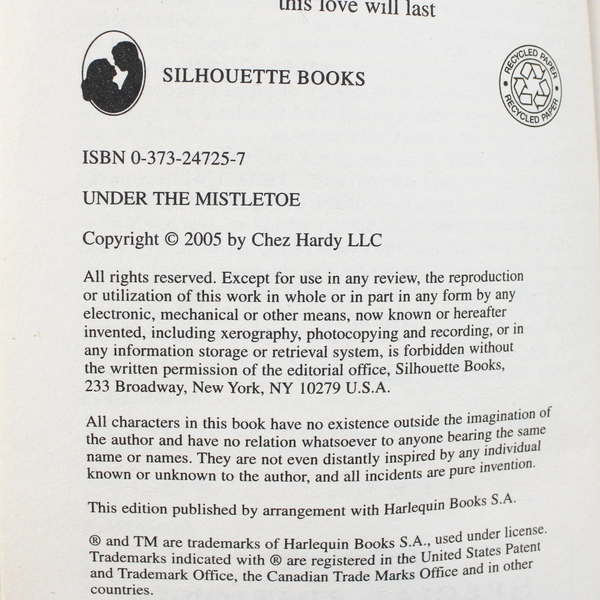 this love will last
SILHOUETTE BOOKS
RECYCLED PAPER
RECYCLED PAPER
ISBN 0-373-24725-7
UNDER THE MISTLETOE
Copyright © 2005 by Chez Hardy LLC
All rights reserved. Except for use in any review, the reproduction
or utilization of this work in whole or in part in any form by any
electronic, mechanical or other means, now known or hereafter
invented, including xerography, photocopying and recording, or in
any information storage or retrieval system, is forbidden without
the written permission of the editorial office, Silhouette Books,
233 Broadway, New York, NY 10279 U.S.A.
All characters in this book have no existence outside the imagination of
the author and have no relation whatsoever to anyone bearing the same
name or names. They are not even distantly inspired by any individual
known or unknown to the author, and all incidents are pure invention.
This edition published by arrangement with Harlequin Books S.A.
® and TM are trademarks of Harlequin Books S.A., used under license.
Trademarks indicated with ® are registered in the United States Patent
and Trademark Office, the Canadian Trade Marks Office and in other
countries.